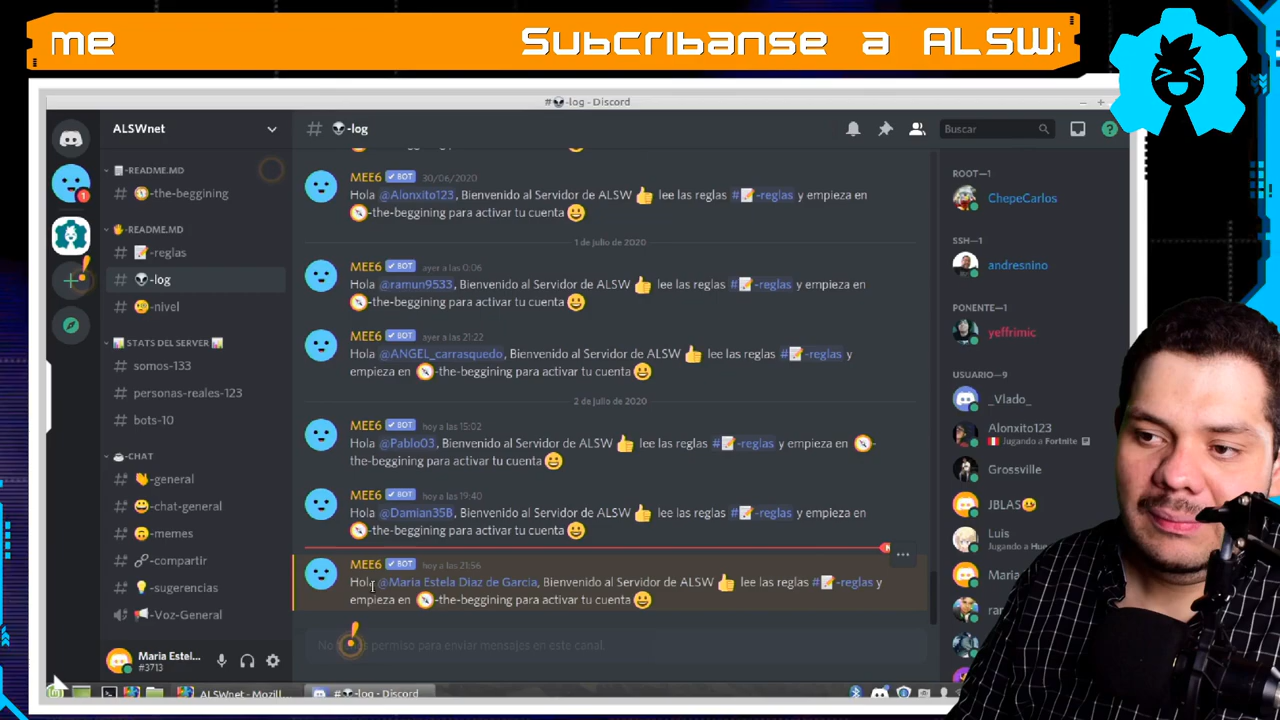 me Subcribanse a ALSW
#👽-log - Discord
ALSWnet
# 👽-log
Buscar
-README.MD
🧭-the-beggining
👋-README.MD
# 📝-reglas
# 👽-log
# 🧐-nivel
📊 STATS DEL SERVER 📊
# somos-133
# personas-reales-123
# bots-10
☕-CHAT
# 👋-general
# 😀-chat-general
# 🙃-memes
# 🔗-compartir
# 💡-sugerencias
📢-Voz-General
Maria Estel...
#3713
MEE6 ✔ BOT 30/06/2020
Hola @Alonxito123, Bienvenido al Servidor de ALSW 👍 lee las reglas #📝-reglas y empieza en
🧭-the-beggining para activar tu cuenta 😀
1 de julio de 2020
MEE6 ✔ BOT ayer a las 0:06
Hola @ramun9533, Bienvenido al Servidor de ALSW 👍 lee las reglas #📝-reglas y empieza en
🧭-the-beggining para activar tu cuenta 😀
MEE6 ✔ BOT ayer a las 21:22
Hola @ANGEL_carrasquedo, Bienvenido al Servidor de ALSW 👍 lee las reglas #📝-reglas y
empieza en 🧭-the-beggining para activar tu cuenta 😀
2 de julio de 2020
MEE6 ✔ BOT hoy a las 15:02
Hola @Pablo03, Bienvenido al Servidor de ALSW 👍 lee las reglas #📝-reglas y empieza en 🧭-
the-beggining para activar tu cuenta 😀
MEE6 ✔ BOT hoy a las 19:40
Hola @Damian35B, Bienvenido al Servidor de ALSW 👍 lee las reglas #📝-reglas y empieza en
🧭-the-beggining para activar tu cuenta 😀
MEE6 ✔ BOT hoy a las 21:56
Hola @Maria Estela Diaz de Garcia, Bienvenido al Servidor de ALSW 👍 lee las reglas #📝-reglas y
empieza en 🧭-the-beggining para activar tu cuenta 😀
No permiso para enviar mensajes en este canal.
ROOT—1
ChepeCarlos
SSH—1
andresnino
PONENTE—1
yeffrimic
USUARIO—9
_Vlado_
Alonxito123
Jugando a Fortnite
Grossville
JBLAS😉
Luis
Jugando a
Maria
ALSWnet - Mozill...
#👽-log - Discord